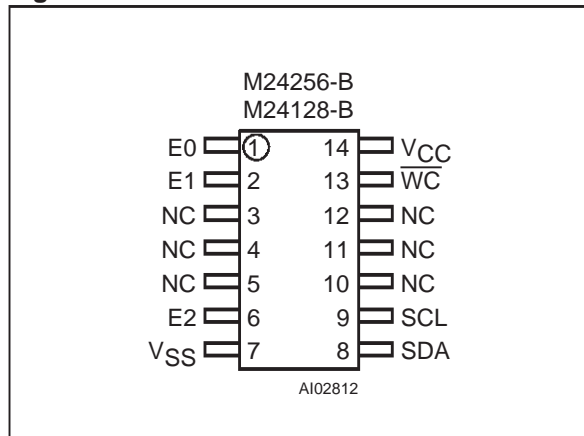 M24256-B
M24128-B
E0 1 14 VCC
E1 2 13 WC
NC 3 12 NC
NC 4 11 NC
NC 5 10 NC
E2 6 9 SCL
VSS 7 8 SDA
AI02812